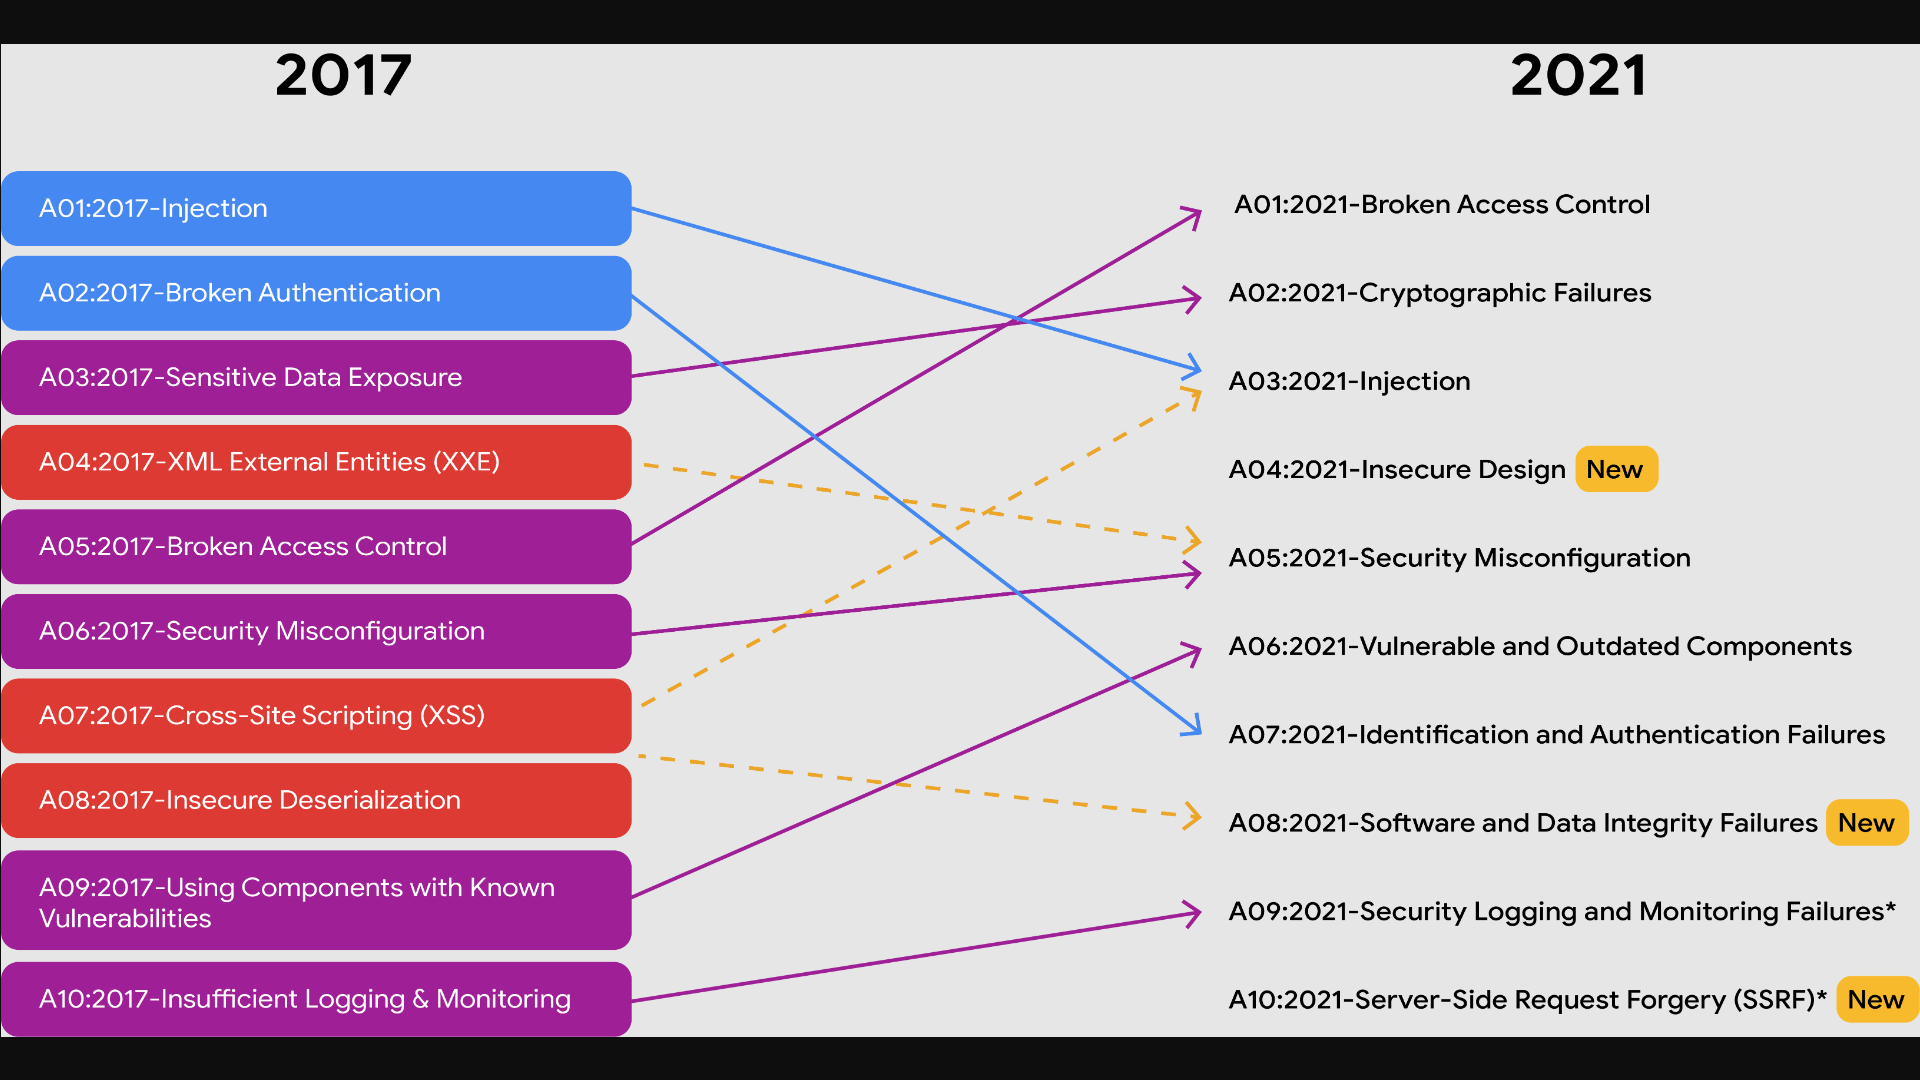 2017
2021
A01:2017-Injection
A02:2017-Broken Authentication
A03:2017-Sensitive Data Exposure
A04:2017-XML External Entities (XXE)
A05:2017-Broken Access Control
A06:2017-Security Misconfiguration
A07:2017-Cross-Site Scripting (XSS)
A08:2017-Insecure Deserialization
A09:2017-Using Components with Known
Vulnerabilities
A10:2017-Insufficient Logging & Monitoring
A01:2021-Broken Access Control
A02:2021-Cryptographic Failures
A03:2021-Injection
A04:2021-Insecure Design New
A05:2021-Security Misconfiguration
A06:2021-Vulnerable and Outdated Components
A07:2021-Identification and Authentication Failures
A08:2021-Software and Data Integrity Failures New
A09:2021-Security Logging and Monitoring Failures*
A10:2021-Server-Side Request Forgery (SSRF)* New